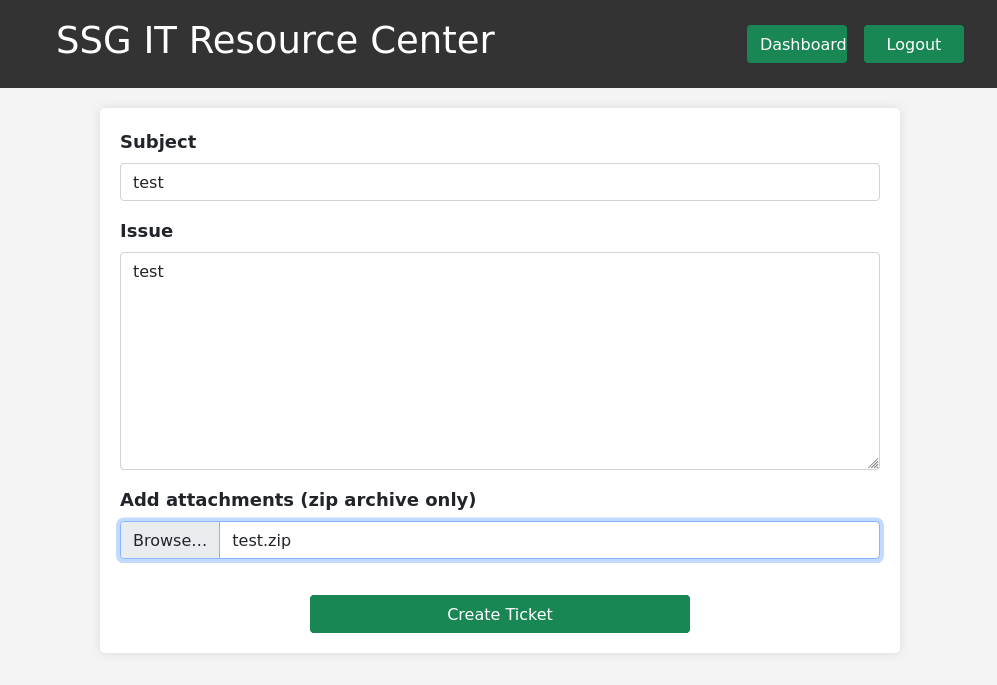 SSG IT Resource Center
Dashboard
Logout
Subject
test
Issue
test
Add attachments (zip archive only)
Browse... test.zip
Create Ticket